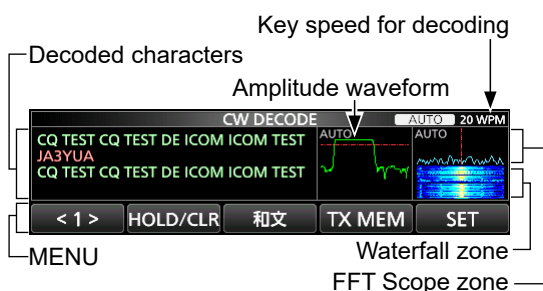 Key speed for decoding
Decoded characters
Amplitude waveform
CW DECODE
AUTO
20 WPM
CQ TEST CQ TEST DE ICOM ICOM TEST
JA3YUA
CQ TEST CQ TEST DE ICOM ICOM TEST
AUTO
AUTO
< 1 >
HOLD/CLR
和文
TX MEM
SET
MENU
Waterfall zone
FFT Scope zone